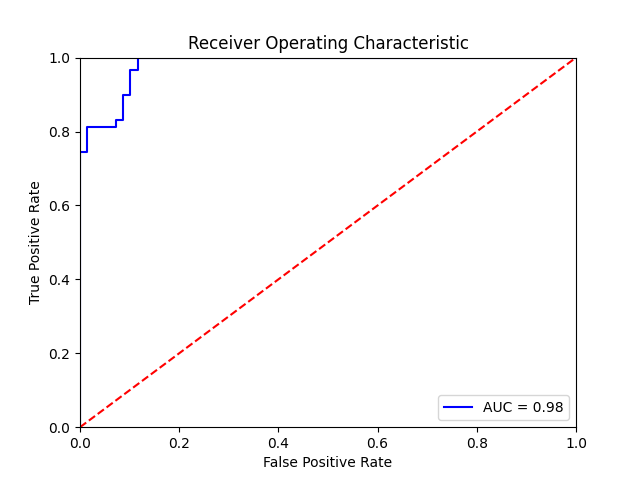 Receiver Operating Characteristic
1.0
0.8
0.6
0.4
0.2
0.0
True Positive Rate
AUC = 0.98
0.0 0.2 0.4 0.6 0.8 1.0
False Positive Rate